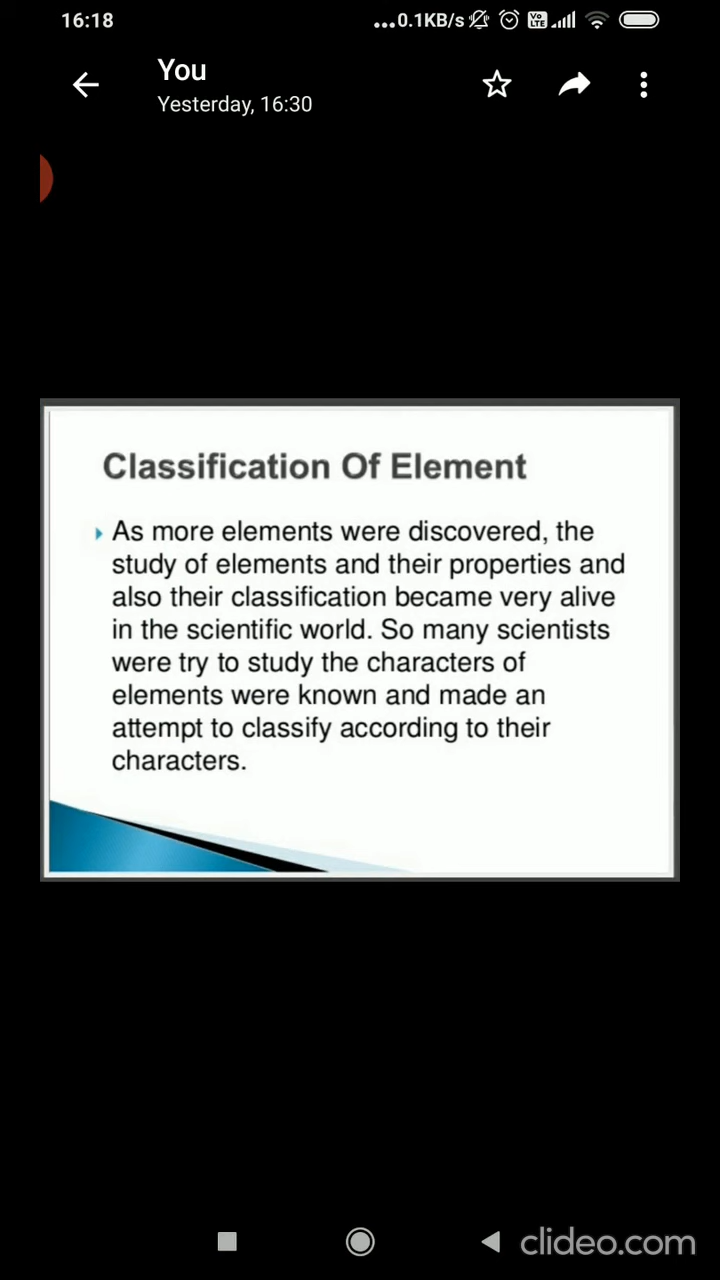 16:18
...0.1KB/s
Vo
LTE
You
Yesterday, 16:30
Classification Of Element
As more elements were discovered, the
study of elements and their properties and
also their classification became very alive
in the scientific world. So many scientists
were try to study the characters of
elements were known and made an
attempt to classify according to their
characters.
clideo.com